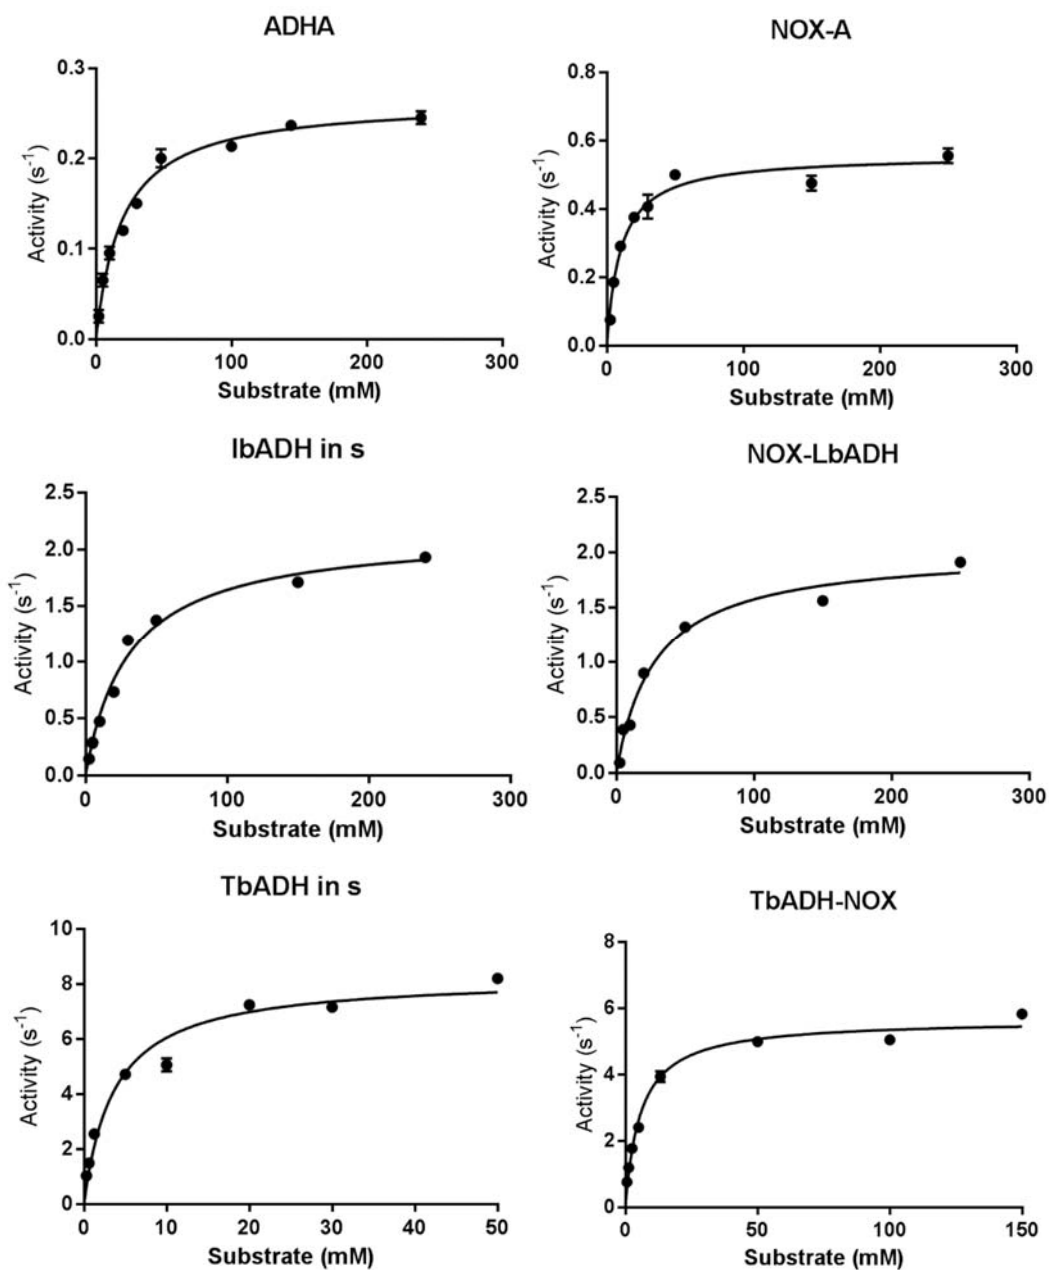 ADHA
0.3
0.2
0.1
0.0
Activity (s⁻¹)
0 100 200 300
Substrate (mM)
NOX-A
0.8
0.6
0.4
0.2
0.0
Activity (s⁻¹)
0 100 200 300
Substrate (mM)
lbADH in s
2.5
2.0
1.5
1.0
0.5
0.0
Activity (s⁻¹)
0 100 200 300
Substrate (mM)
NOX-LbADH
2.5
2.0
1.5
1.0
0.5
0.0
Activity (s⁻¹)
0 100 200 300
Substrate (mM)
TbADH in s
10
8
6
4
2
0
Activity (s⁻¹)
0 10 20 30 40 50
Substrate (mM)
TbADH-NOX
8
6
4
2
0
Activity (s⁻¹)
0 50 100 150
Substrate (mM)